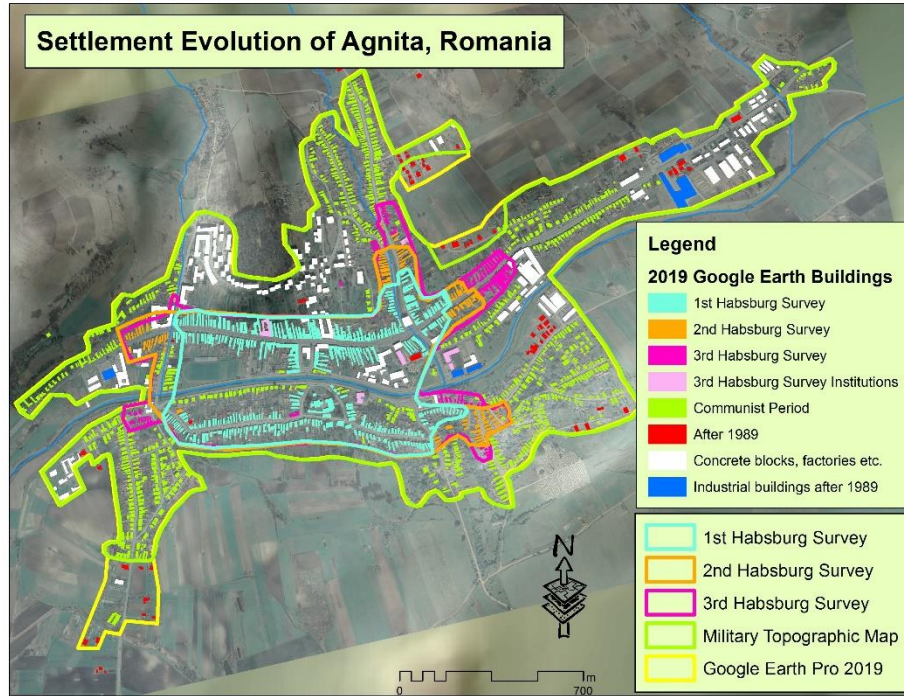 Settlement Evolution of Agnita, Romania
Legend
2019 Google Earth Buildings
1st Habsburg Survey
2nd Habsburg Survey
3rd Habsburg Survey
3rd Habsburg Survey Institutions
Communist Period
After 1989
Concrete blocks, factories etc.
Industrial buildings after 1989
1st Habsburg Survey
2nd Habsburg Survey
3rd Habsburg Survey
Military Topographic Map
Google Earth Pro 2019
N
m
0
700